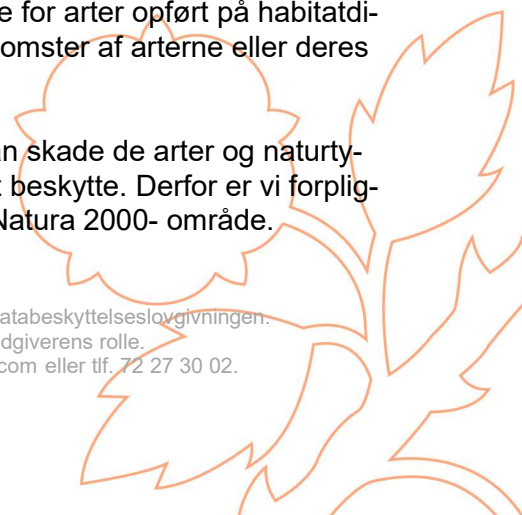 e for arter opført på habitatdi-
omster af arterne eller deres
n skade de arter og naturty-
t beskytte. Derfor er vi forplig-
Natura 2000- område.
atabeskyttelseslovgivningen.
dgiverens rolle.
com eller tlf. 72 27 30 02.